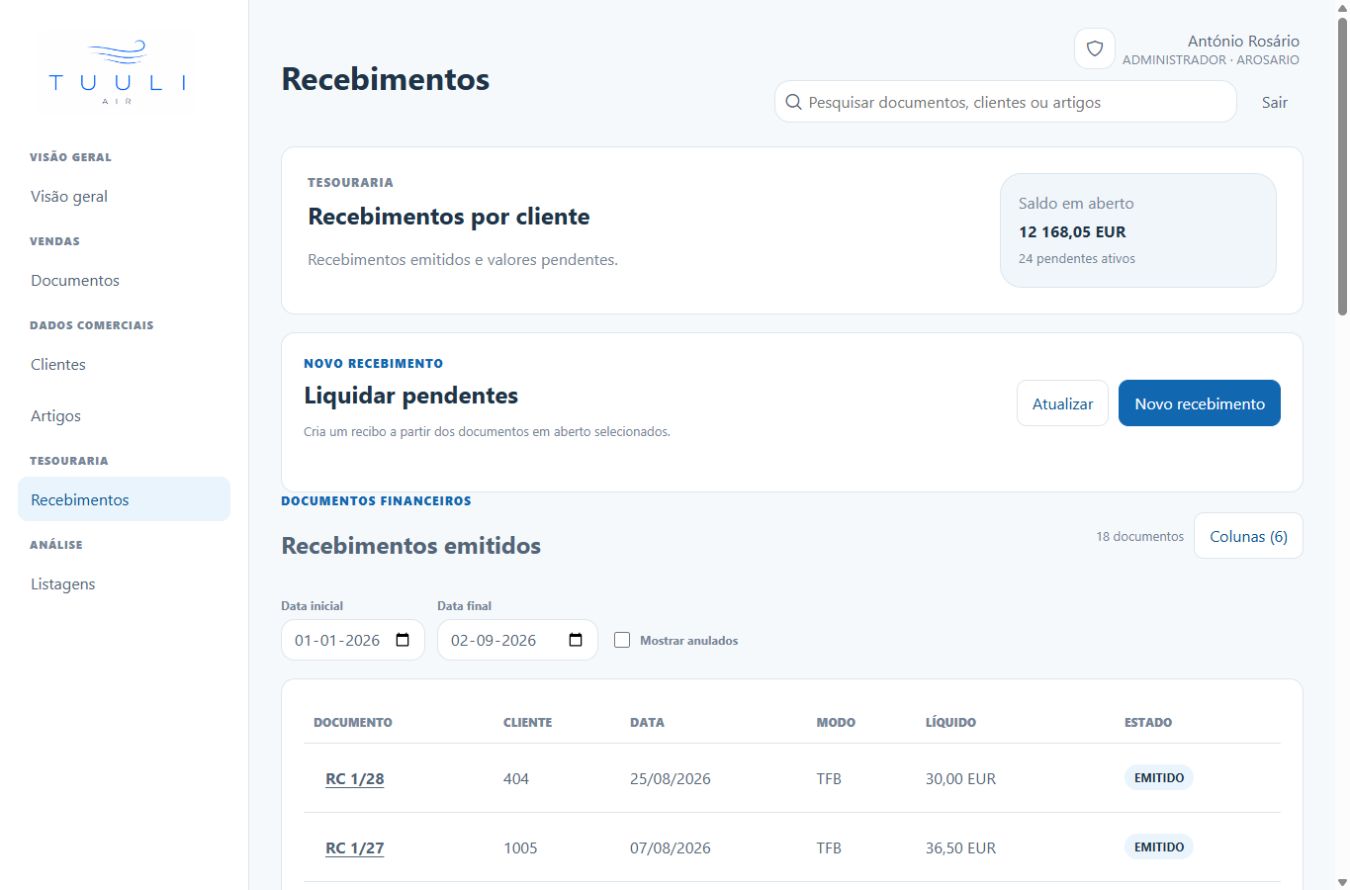 TUULI
AIR
VISÃO GERAL
Visão geral
VENDAS
Documentos
DADOS COMERCIAIS
Clientes
Artigos
TESOURARIA
Recebimentos
ANÁLISE
Listagens
Recebimentos
António Rosário
ADMINISTRADOR · AROSARIO
Pesquisar documentos, clientes ou artigos
Sair
TESOURARIA
Recebimentos por cliente
Recebimentos emitidos e valores pendentes.
Saldo em aberto
12 168,05 EUR
24 pendentes ativos
NOVO RECEBIMENTO
Liquidar pendentes
Cria um recibo a partir dos documentos em aberto selecionados.
Atualizar
Novo recebimento
DOCUMENTOS FINANCEIROS
Recebimentos emitidos
18 documentos
Colunas (6)
Data inicial Data final
01-01-2026 02-09-2026 Mostrar anulados
DOCUMENTO CLIENTE DATA MODO LÍQUIDO ESTADO
RC 1/28 404 25/08/2026 TFB 30,00 EUR EMITIDO
RC 1/27 1005 07/08/2026 TFB 36,50 EUR EMITIDO